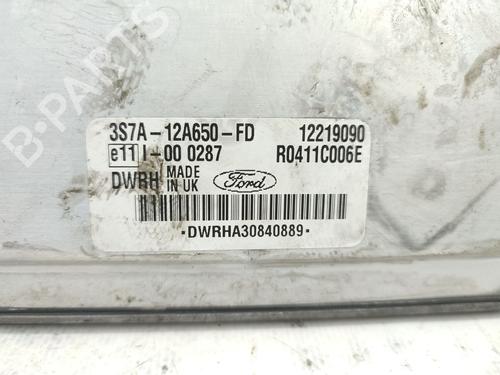 B-PARTS
3S7A-12A650-FD 12219090
e11 I-00 0287 R0411C006E
DWRH MADE IN UK Ford
·DWRHA30840889·